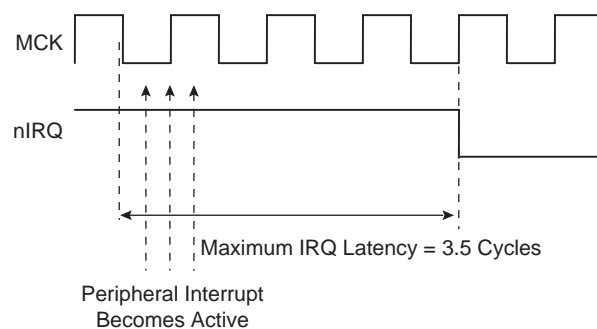 MCK
nIRQ
Maximum IRQ Latency = 3.5 Cycles
Peripheral Interrupt
Becomes Active